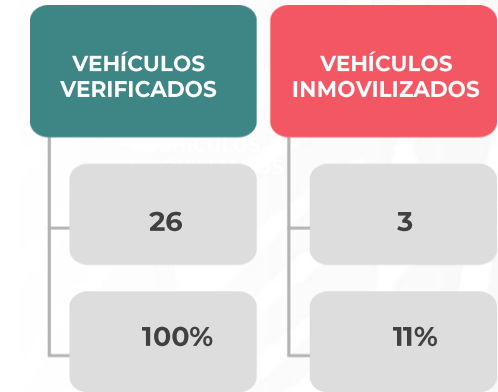 VEHÍCULOS
VERIFICADOS
26
100%
VEHÍCULOS
INMOVILIZADOS
3
11%